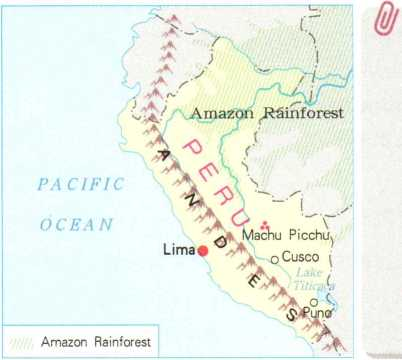 Amazon Rainforest
PERU
ANDES
PACIFIC
OCEAN
Machu Picchu
Lima
Cusco
Lake
Titicaca
Puno
Amazon Rainforest